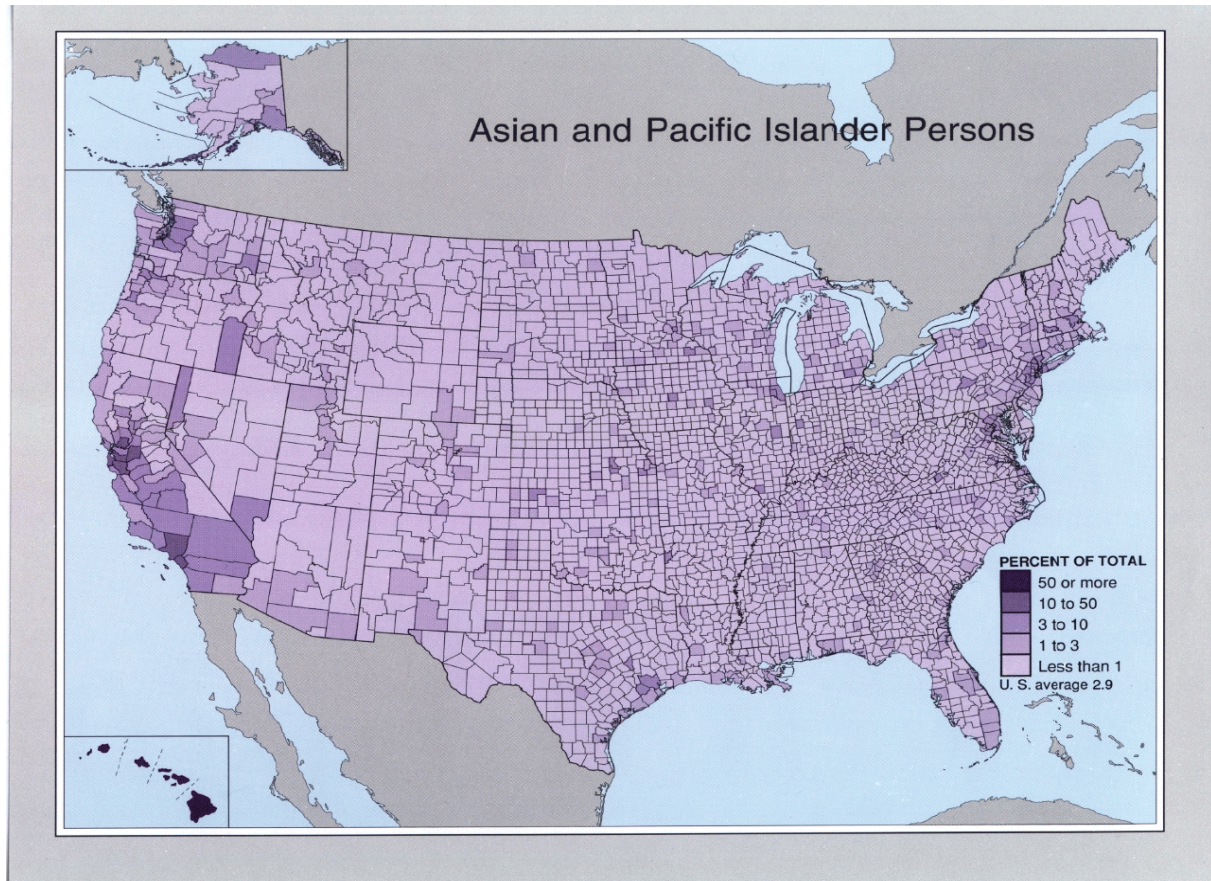 Asian and Pacific Islander Persons
PERCENT OF TOTAL
50 or more
10 to 50
3 to 10
1 to 3
Less than 1
U. S. average 2.9